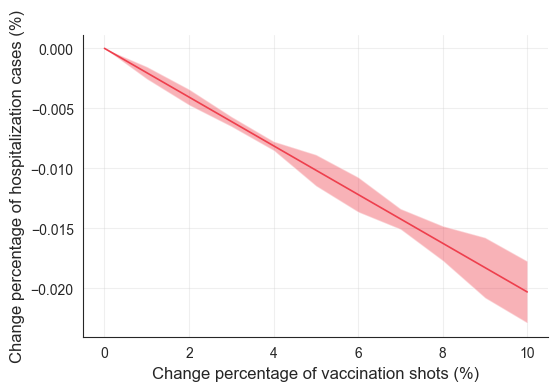 Change percentage of hospitalization cases (%)
0.000
−0.005
−0.010
−0.015
−0.020
0 2 4 6 8 10
Change percentage of vaccination shots (%)